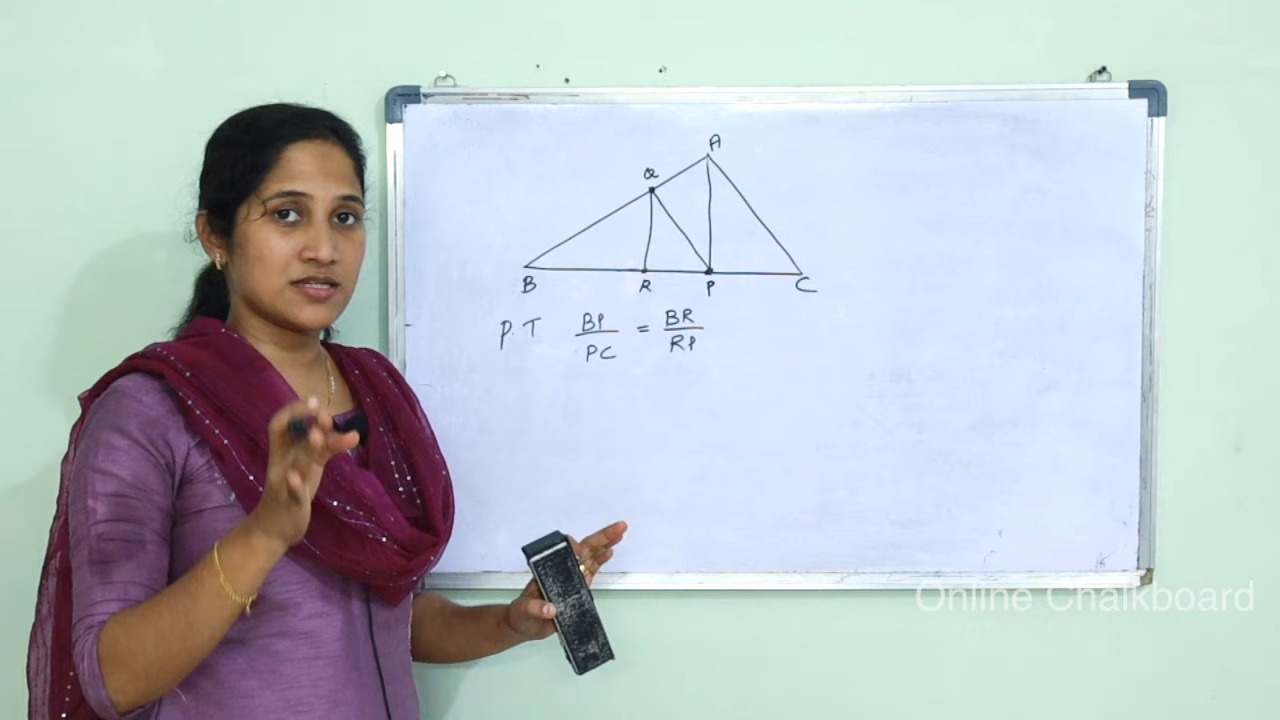 A
Q
B R P C
P.T BP/PC = BR/RP
Online Chalkboard